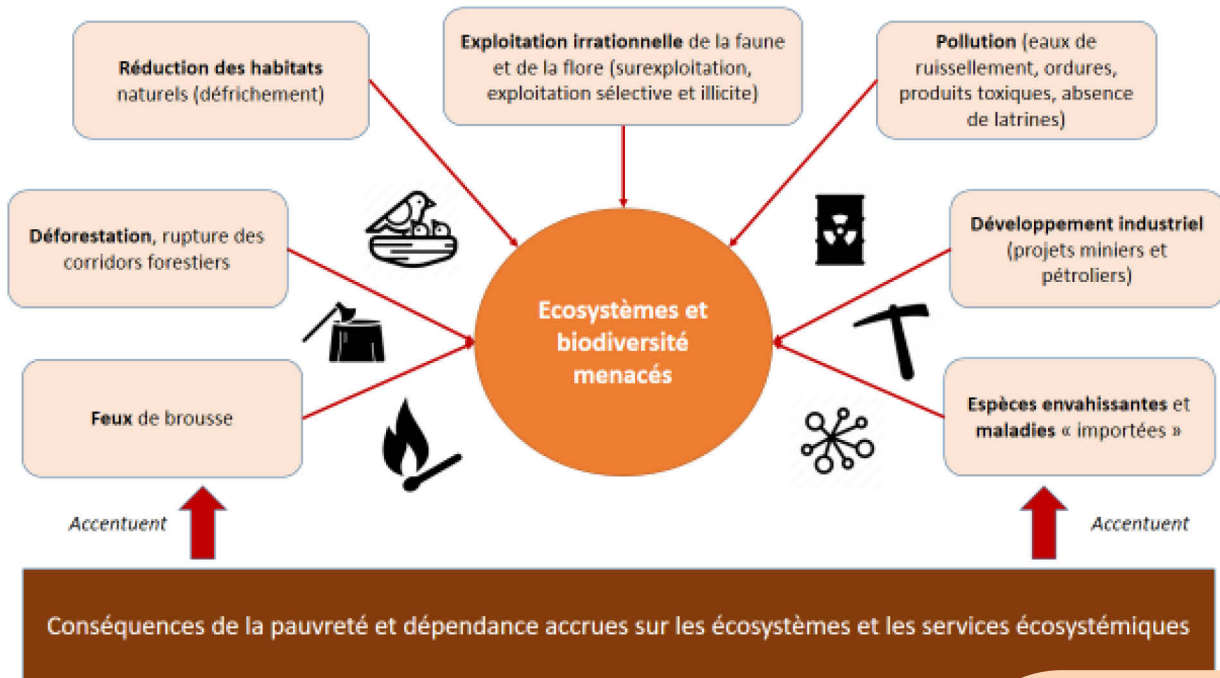 Réduction des habitats
naturels (défrichement)
Exploitation irrationnelle de la faune
et de la flore (surexploitation,
exploitation sélective et illicite)
Pollution (eaux de
ruissellement, ordures,
produits toxiques, absence
de latrines)
Déforestation, rupture des
corridors forestiers
Développement industriel
(projets miniers et
pétroliers)
Ecosystèmes et
biodiversité
menacés
Feux de brousse
Espèces envahissantes et
maladies « importées »
Accentuent
Accentuent
Conséquences de la pauvreté et dépendance accrues sur les écosystèmes et les services écosystémiques